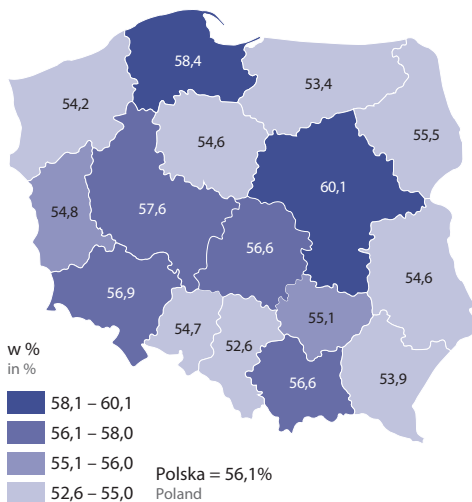 58,4
53,4
54,2
54,6
55,5
60,1
54,8
57,6
56,6
54,6
56,9
55,1
54,7
52,6
56,6
53,9
w %
in %
58,1 – 60,1
56,1 – 58,0
55,1 – 56,0
52,6 – 55,0
Polska = 56,1%
Poland